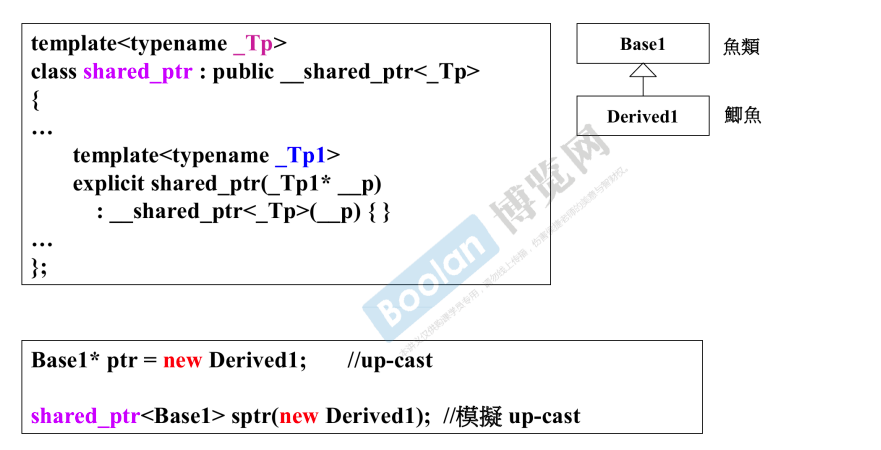 template<typename _Tp>
class shared_ptr : public __shared_ptr<_Tp>
{
…
template<typename _Tp1>
explicit shared_ptr(_Tp1* __p)
: __shared_ptr<_Tp>(__p) { }
…
};
Base1
魚類
Derived1
鯽魚
Boolan
博览网
Base1* ptr = new Derived1; //up-cast
shared_ptr<Base1> sptr(new Derived1); //模擬 up-cast